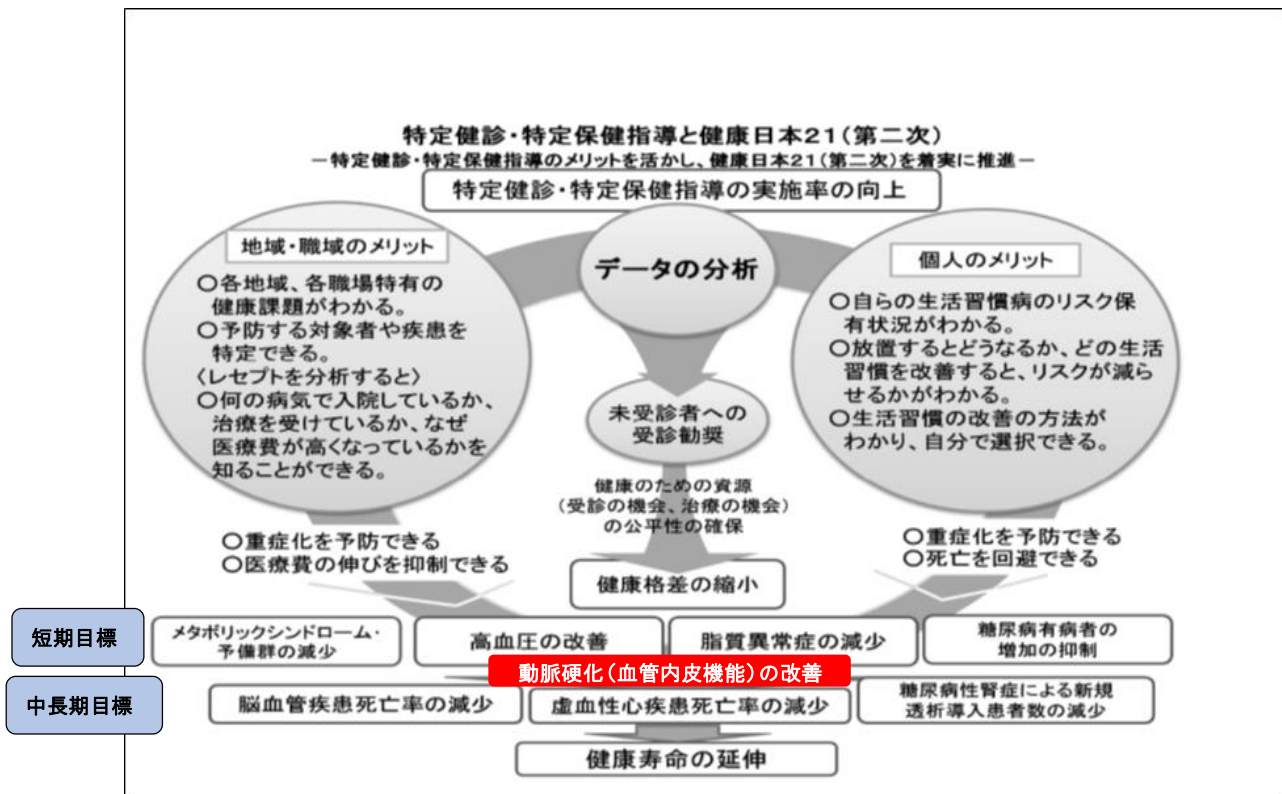 特定健診・特定保健指導と健康日本21(第二次)
－特定健診・特定保健指導のメリットを活かし、健康日本21(第二次)を着実に推進－
特定健診・特定保健指導の実施率の向上
地域・職域のメリット
〇各地域、各職場特有の
健康課題がわかる。
〇予防する対象者や疾患を
特定できる。
〈レセプトを分析すると〉
〇何の病気で入院しているか、
治療を受けているか、なぜ
医療費が高くなっているかを
知ることができる。
データの分析
個人のメリット
〇自らの生活習慣病のリスク保
有状況がわかる。
〇放置するとどうなるか、どの生活
習慣を改善すると、リスクが減ら
せるかがわかる。
〇生活習慣の改善の方法が
わかり、自分で選択できる。
未受診者への
受診勧奨
健康のための資源
(受診の機会、治療の機会)
の公平性の確保
〇重症化を予防できる
〇医療費の伸びを抑制できる
〇重症化を予防できる
〇死亡を回避できる
健康格差の縮小
短期目標
メタボリックシンドローム・
予備群の減少
高血圧の改善
脂質異常症の減少
糖尿病有病者の
増加の抑制
動脈硬化(血管内皮機能)の改善
中長期目標
脳血管疾患死亡率の減少
虚血性心疾患死亡率の減少
糖尿病性腎症による新規
透析導入患者数の減少
健康寿命の延伸